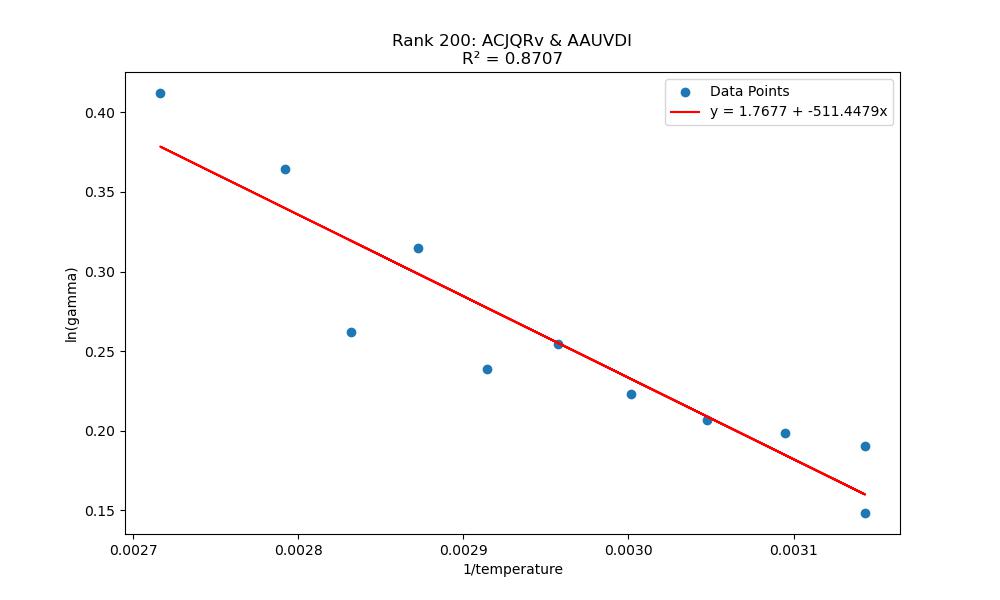 Rank 200: ACJQRv & AAUVDI
R² = 0.8707
Data Points
y = 1.7677 + -511.4479x
0.40
0.35
0.30
0.25
0.20
0.15
ln(gamma)
0.0027 0.0028 0.0029 0.0030 0.0031
1/temperature